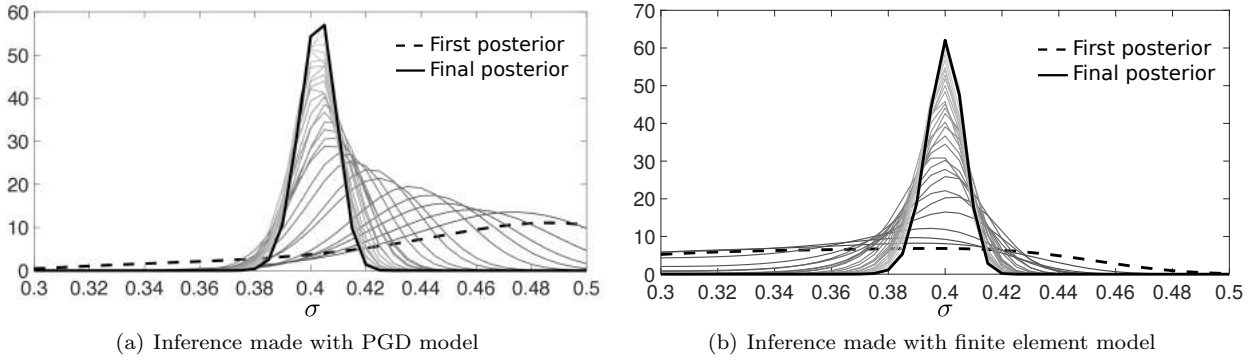 60
50
40
30
20
10
0
0.3 0.32 0.34 0.36 0.38 0.4 0.42 0.44 0.46 0.48 0.5
σ
First posterior
Final posterior
(a) Inference made with PGD model
70
60
50
40
30
20
10
0
0.3 0.32 0.34 0.36 0.38 0.4 0.42 0.44 0.46 0.48 0.5
σ
First posterior
Final posterior
(b) Inference made with finite element model